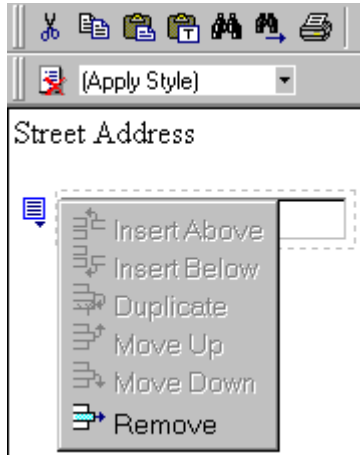 T
(Apply Style)
Street Address
Insert Above
Insert Below
Duplicate
Move Up
Move Down
Remove